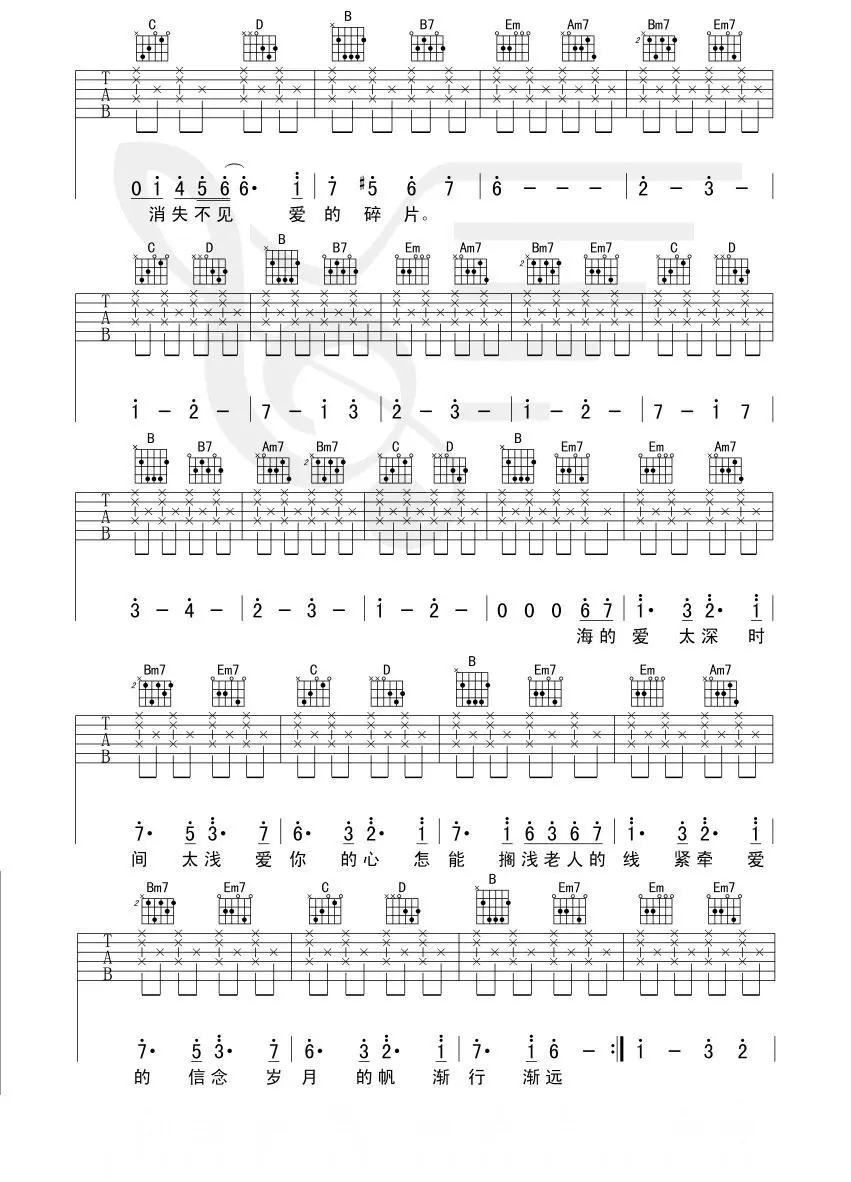 C D B B7 Em Am7 Bm7 Em7
2
T
A
B
0 1 4 5 6 6· 1 | 7 #5 6 7 | 6 - - - | 2 - 3 - |
消失不见 爱的碎片。
C D B B7 Em Am7 Bm7 Em7 C D
2
T
A
B
1 - 2 - | 7 - 1 3 | 2 - 3 - | 1 - 2 - | 7 - 1 7 |
B B7 Am7 Bm7 C D B Em7 Em Am7
2
T
A
B
3 - 4 - | 2 - 3 - | 1 - 2 - | 0 0 0 6 7 | 1· 3 2· 1 |
海的爱 太深 时
Bm7 Em7 C D B Em7 Em Am7
2
T
A
B
7· 5 3· 7 | 6· 3 2· 1 | 7· 1 6 3 6 7 | 1· 3 2· 1 |
间 太浅 爱你 的心 怎能 搁浅老人的线 紧牵 爱
Bm7 Em7 C D B Em7 Em Em7
2
T
A
B
7· 5 3· 7 | 6· 3 2· 1 | 7· 1 6 - :| 1 - 3 2 |
的 信念 岁月 的帆 渐行 渐远